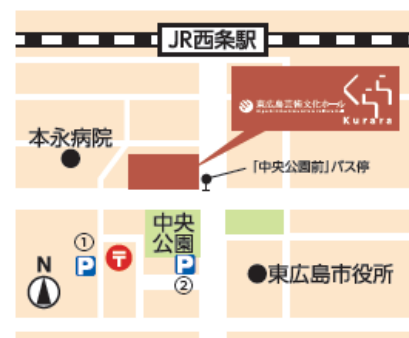 JR西条駅
くらら
東広島芸術文化ホール
Kurara
本永病院
「中央公園前」バス停
中央
公園
①
P
〒
P
②
N
東広島市役所